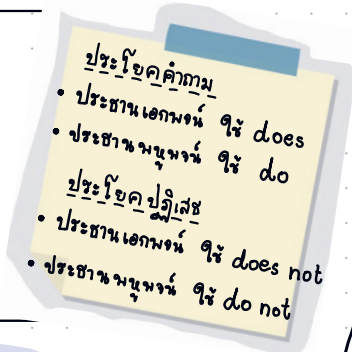 ประโยคคำถาม
• ประธานเอกพจน์ ใช้ does
• ประธานพหูพจน์ ใช้ do
ประโยคปฏิเสธ
• ประธานเอกพจน์ ใช้ does not
• ประธานพหูพจน์ ใช้ do not